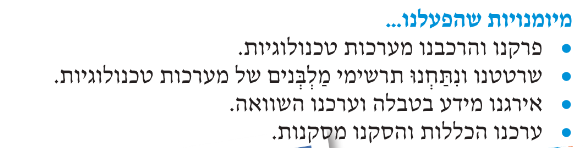 מיומנויות שהפעלנו...
• פרקנו והרכבנו מערכות טכנולוגיות.
• שרטטנו ונִתַּחְנוּ תרשימי מַלְבְּנים של מערכות טכנולוגיות.
• אירגנו מידע בטבלה וערכנו השוואה.
• ערכנו הכללות והסקנו מסקנות.